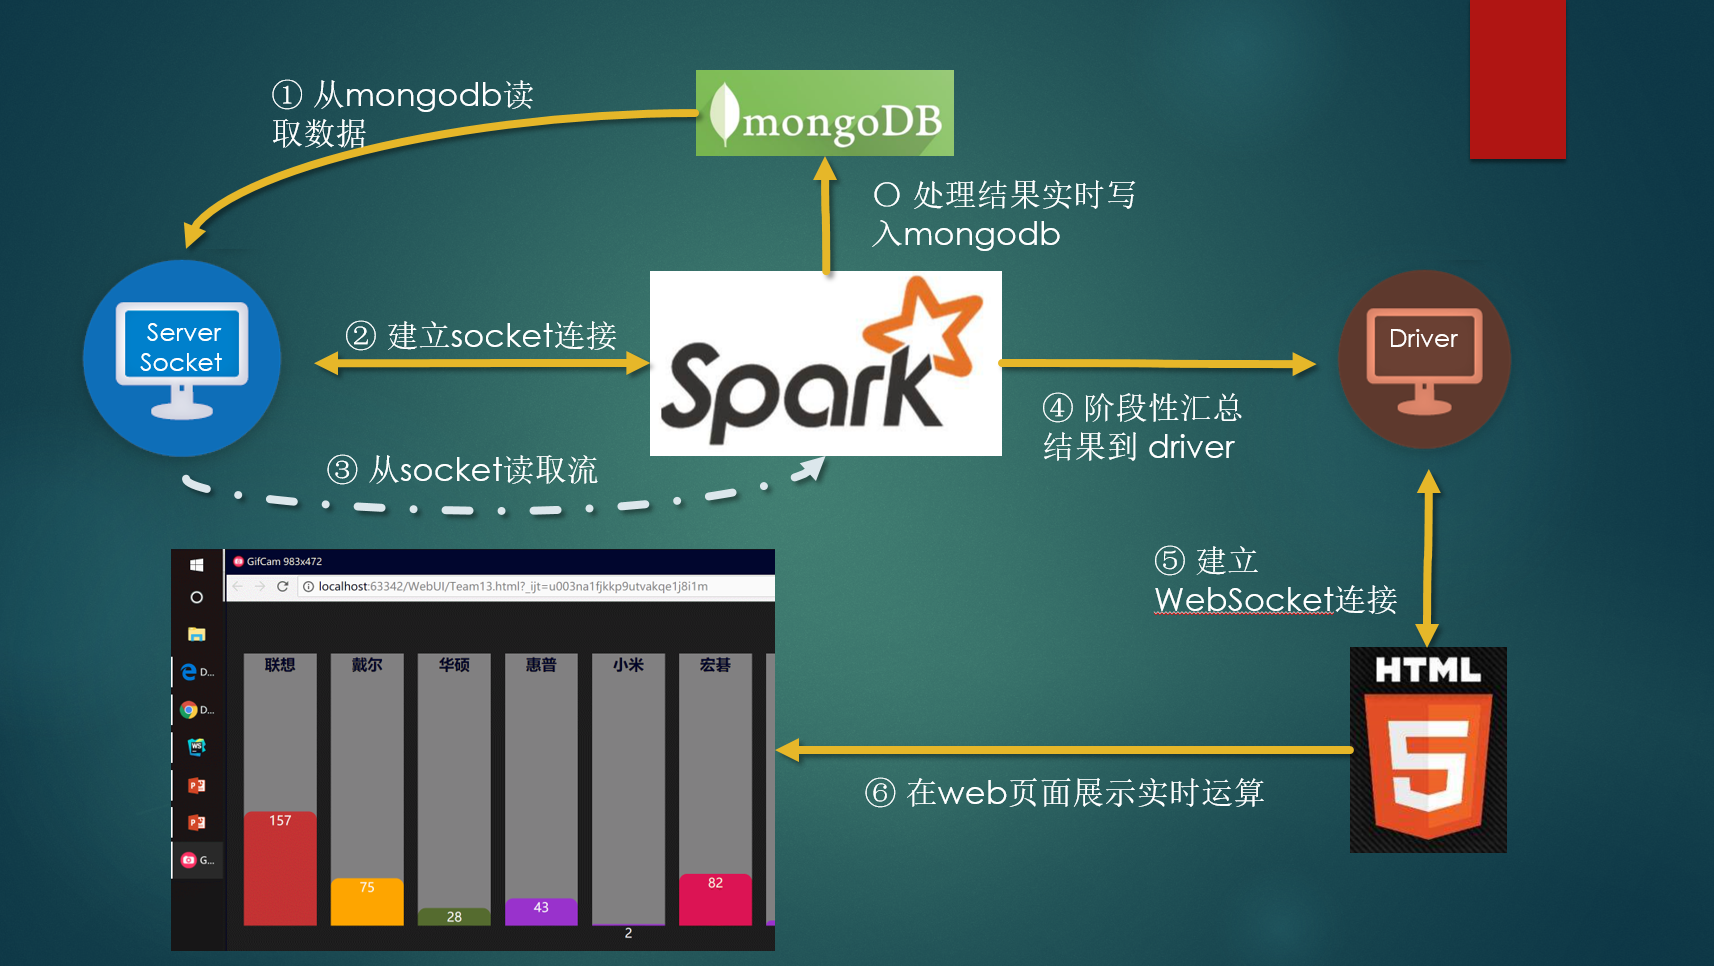 ① 从mongodb读
取数据
mongoDB
〇 处理结果实时写
入mongodb
Server
Socket
② 建立socket连接
Spark
Driver
④ 阶段性汇总
结果到 driver
③ 从socket读取流
⑤ 建立
WebSocket连接
GifCam 983x472
localhost:63342/WebUI/Team13.html?_ijt=u003na1fjkkp9utvakqe1j8i1m
联想
戴尔
华硕
惠普
小米
宏碁
D...
D...
WS
G...
157
75
28
43
2
82
HTML
5
⑥ 在web页面展示实时运算